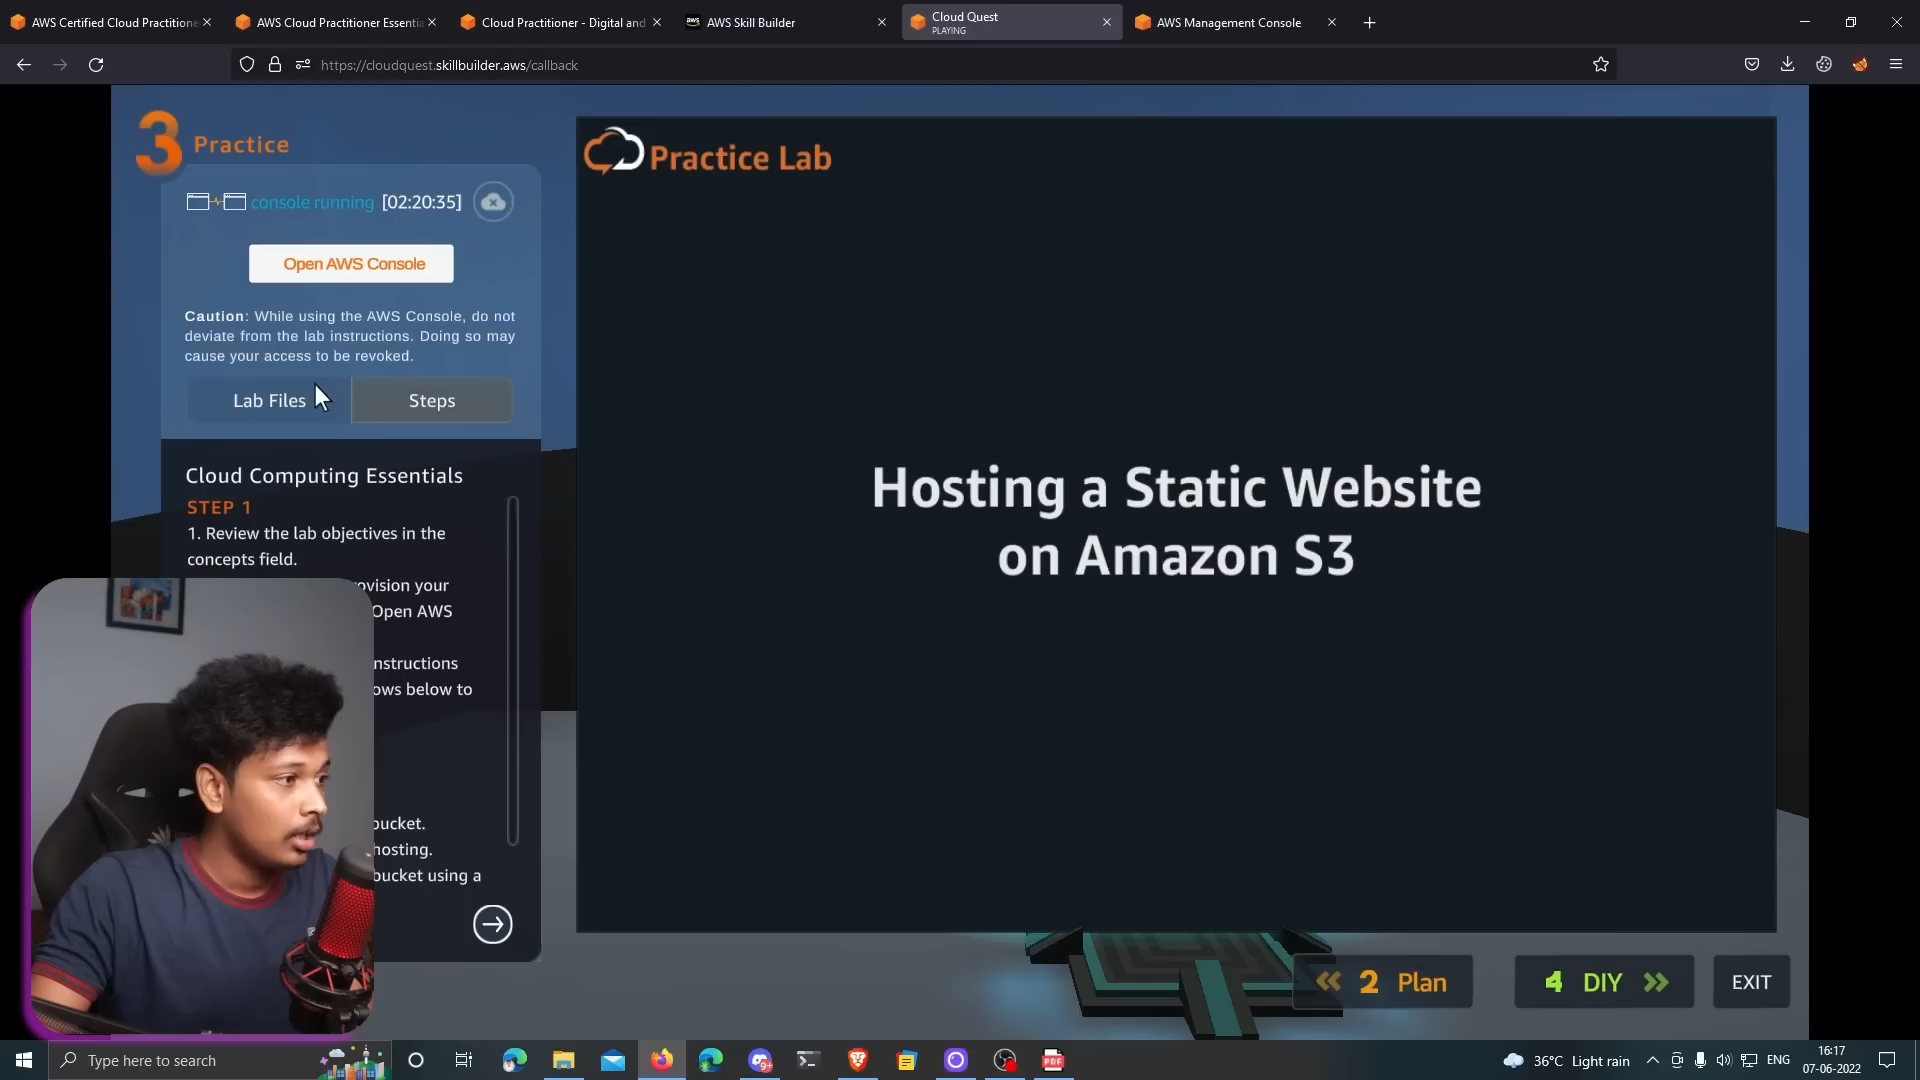 AWS Certified Cloud Practitione
AWS Cloud Practitioner Essentia
Cloud Practitioner - Digital and
aws
AWS Skill Builder
Cloud Quest
PLAYING
AWS Management Console
https://cloudquest.skillbuilder.aws/callback
3 Practice
console running [02:20:35]
Open AWS Console
Caution: While using the AWS Console, do not
deviate from the lab instructions. Doing so may
cause your access to be revoked.
Lab Files
Steps
Cloud Computing Essentials
STEP 1
1. Review the lab objectives in the
concepts field.
ovision your
Open AWS
nstructions
ows below to
bucket.
hosting.
bucket using a
Practice Lab
Hosting a Static Website
on Amazon S3
2 Plan
4 DIY
EXIT
Type here to search
9+
PDF
36°C Light rain
ENG
16:17
07-06-2022